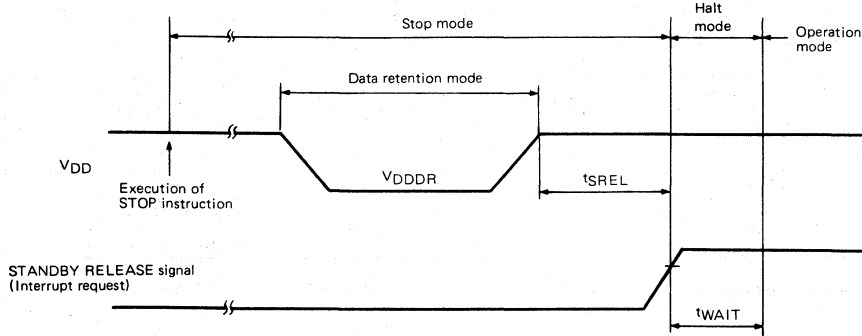 Halt
mode
Stop mode
Operation
mode
Data retention mode
VDD
VDDDR
tSREL
Execution of
STOP instruction
STANDBY RELEASE signal
(Interrupt request)
tWAIT